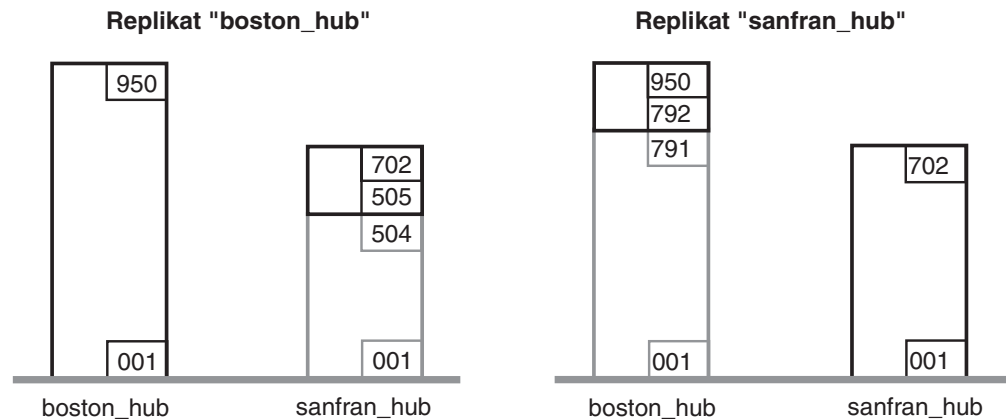 Replikat "boston_hub"
950
702
505
504
001
001
boston_hub
sanfran_hub
Replikat "sanfran_hub"
950
792
791
702
001
001
boston_hub
sanfran_hub